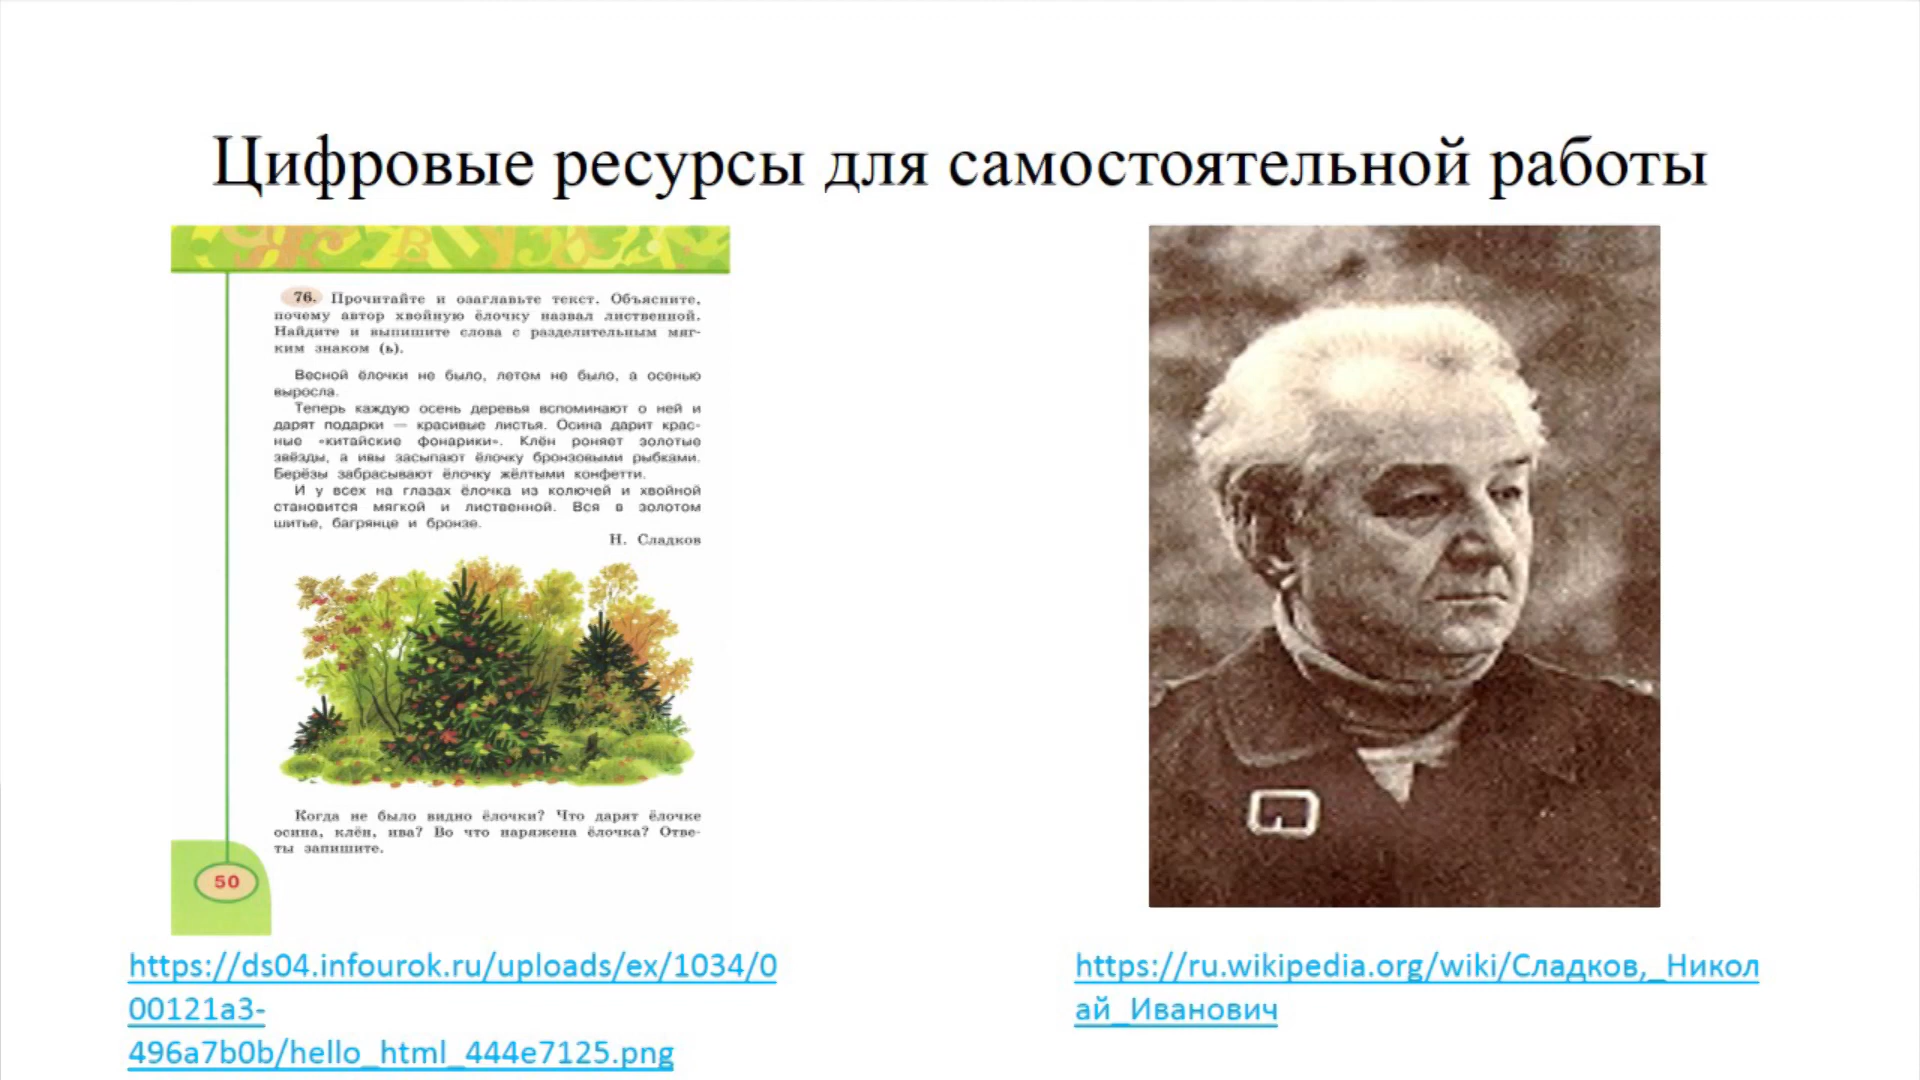 Цифровые ресурсы для самостоятельной работы
76. Прочитайте и озаглавьте текст. Объясните,
почему автор хвойную ёлочку назвал лиственной.
Найдите и выпишите слова с разделительным мяг-
ким знаком (ь).
Весной ёлочки не было, летом не было, а осенью
выросла.
Теперь каждую осень деревья вспоминают о ней и
дарят подарки — красивые листья. Осина дарит крас-
ные «китайские фонарики». Клён роняет золотые
звёзды, а ивы засыпают ёлочку бронзовыми рыбками.
Берёзы забрасывают ёлочку жёлтыми конфетти.
И у всех на глазах ёлочка из колючей и хвойной
становится мягкой и лиственной. Вся в золотом
шитье, багрянце и бронзе.
Н. Сладков
Когда не было видно ёлочки? Что дарят ёлочке
осина, клён, ива? Во что наряжена ёлочка? Отве-
ты запишите.
50
https://ds04.infourok.ru/uploads/ex/1034/0
00121a3-
496a7b0b/hello_html_444e7125.png
https://ru.wikipedia.org/wiki/Сладков,_Никол
ай_Иванович